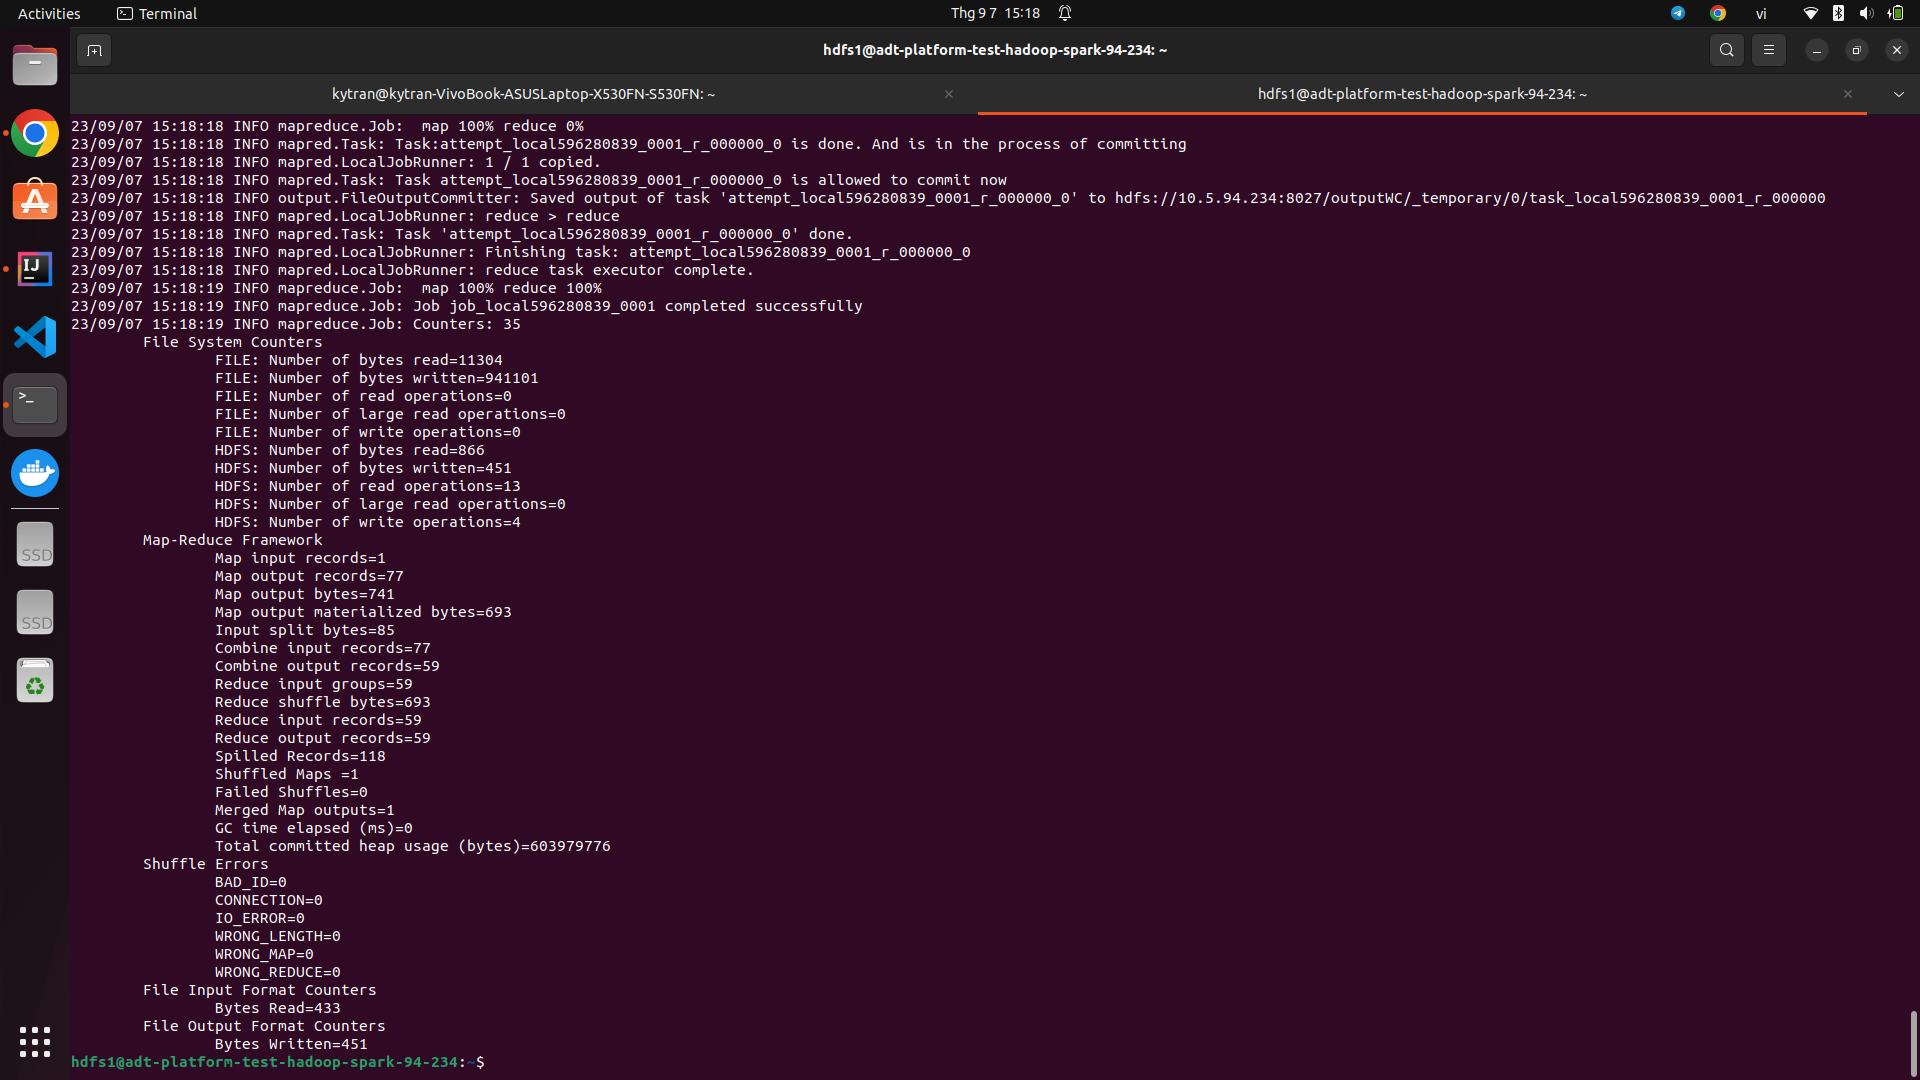 Activities
Terminal
Thg 9 7 15:18
vi
hdfs1@adt-platform-test-hadoop-spark-94-234: ~
kytran@kytran-VivoBook-ASUSLaptop-X530FN-S530FN: ~
hdfs1@adt-platform-test-hadoop-spark-94-234: ~
23/09/07 15:18:18 INFO mapreduce.Job:  map 100% reduce 0%
23/09/07 15:18:18 INFO mapred.Task: Task:attempt_local596280839_0001_r_000000_0 is done. And is in the process of committing
23/09/07 15:18:18 INFO mapred.LocalJobRunner: 1 / 1 copied.
23/09/07 15:18:18 INFO mapred.Task: Task attempt_local596280839_0001_r_000000_0 is allowed to commit now
23/09/07 15:18:18 INFO output.FileOutputCommitter: Saved output of task 'attempt_local596280839_0001_r_000000_0' to hdfs://10.5.94.234:8027/outputWC/_temporary/0/task_local596280839_0001_r_000000
23/09/07 15:18:18 INFO mapred.LocalJobRunner: reduce > reduce
23/09/07 15:18:18 INFO mapred.Task: Task 'attempt_local596280839_0001_r_000000_0' done.
23/09/07 15:18:18 INFO mapred.LocalJobRunner: Finishing task: attempt_local596280839_0001_r_000000_0
23/09/07 15:18:18 INFO mapred.LocalJobRunner: reduce task executor complete.
23/09/07 15:18:19 INFO mapreduce.Job:  map 100% reduce 100%
23/09/07 15:18:19 INFO mapreduce.Job: Job job_local596280839_0001 completed successfully
23/09/07 15:18:19 INFO mapreduce.Job: Counters: 35
File System Counters
FILE: Number of bytes read=11304
FILE: Number of bytes written=941101
FILE: Number of read operations=0
FILE: Number of large read operations=0
FILE: Number of write operations=0
HDFS: Number of bytes read=866
HDFS: Number of bytes written=451
HDFS: Number of read operations=13
HDFS: Number of large read operations=0
HDFS: Number of write operations=4
Map-Reduce Framework
Map input records=1
Map output records=77
Map output bytes=741
Map output materialized bytes=693
Input split bytes=85
Combine input records=77
Combine output records=59
Reduce input groups=59
Reduce shuffle bytes=693
Reduce input records=59
Reduce output records=59
Spilled Records=118
Shuffled Maps =1
Failed Shuffles=0
Merged Map outputs=1
GC time elapsed (ms)=0
Total committed heap usage (bytes)=603979776
Shuffle Errors
BAD_ID=0
CONNECTION=0
IO_ERROR=0
WRONG_LENGTH=0
WRONG_MAP=0
WRONG_REDUCE=0
File Input Format Counters
Bytes Read=433
File Output Format Counters
Bytes Written=451
hdfs1@adt-platform-test-hadoop-spark-94-234:~$
IJ
>_
SSD
SSD